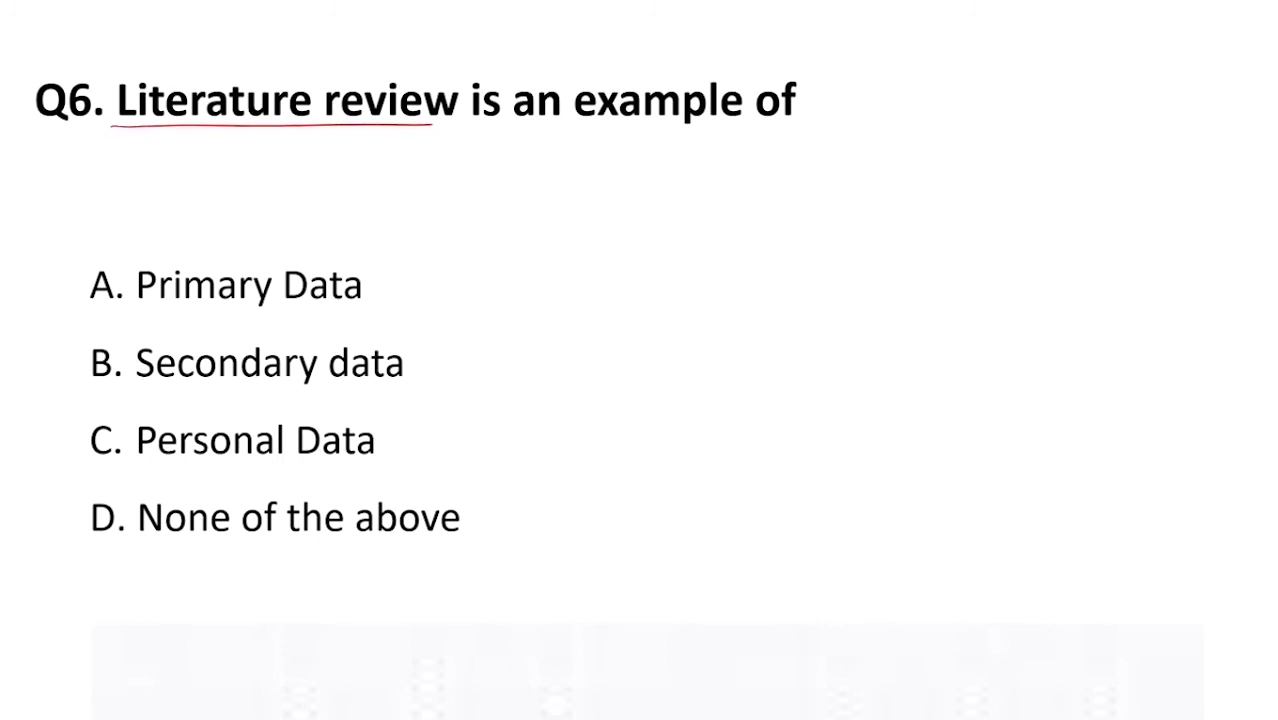 Q6. Literature review is an example of
A. Primary Data
B. Secondary data
C. Personal Data
D. None of the above